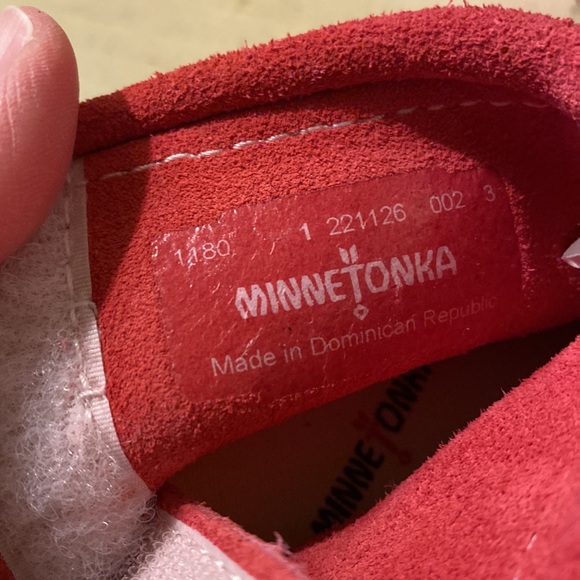 1180 1 221126 002 3
MINNETONKA
Made in Dominican Republic
MINNETONKA